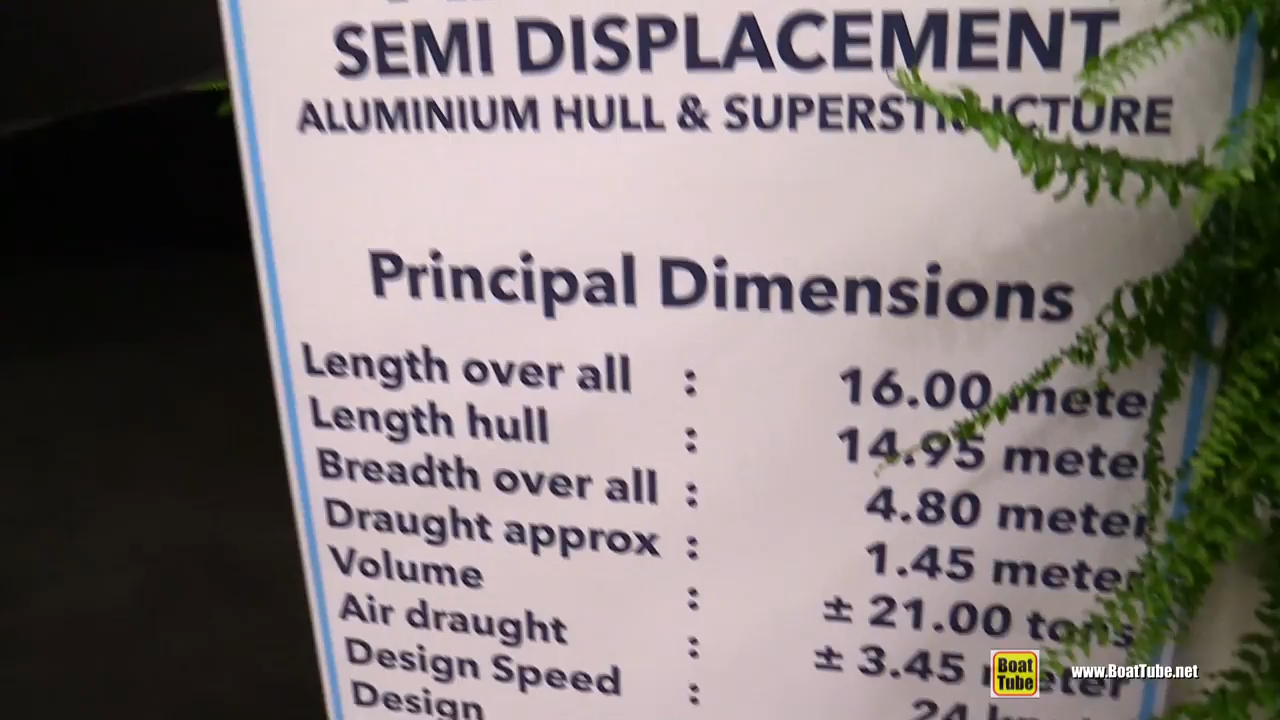 SEMI DISPLACEMENT
ALUMINIUM HULL & SUPERSTRUCTURE
Principal Dimensions
Length over all : 16.00 meter
Length hull : 14.95 meter
Breadth over all : 4.80 meter
Draught approx : 1.45 meter
Volume : ± 21.00 tons
Air draught : ± 3.45 meter
Design Speed : 24
Design
Boat
Tube
www.BoatTube.net